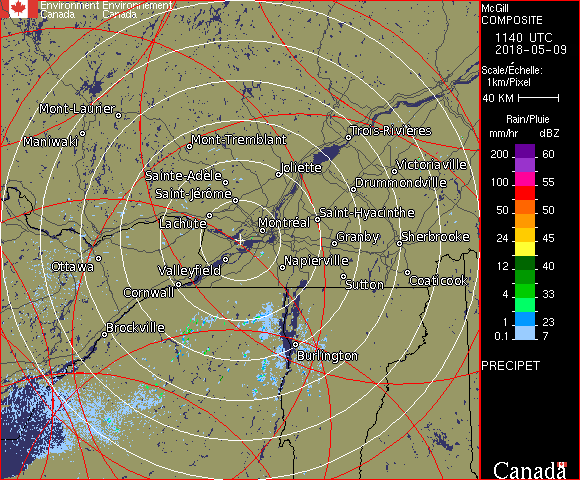 Environment Environnement
Canada Canada
McGill
COMPOSITE
1140 UTC
2018-05-09
Scale/Échelle:
1km/Pixel
40 KM
Rain/Pluie
mm/hr dBZ
200 60
100 55
50 50
24 45
12 40
4 33
1 23
0.1 7
PRECIPET
Canada
Mont-Laurier
Maniwaki
Mont-Tremblant
Trois-Rivières
Joliette
Victoriaville
Sainte-Adèle
Drummondville
Saint-Jérôme
Lachute
Saint-Hyacinthe
Montréal
Granby
Sherbrooke
Ottawa
Valleyfield
Napierville
Cornwall
Sutton
Coaticook
Brockville
Burlington